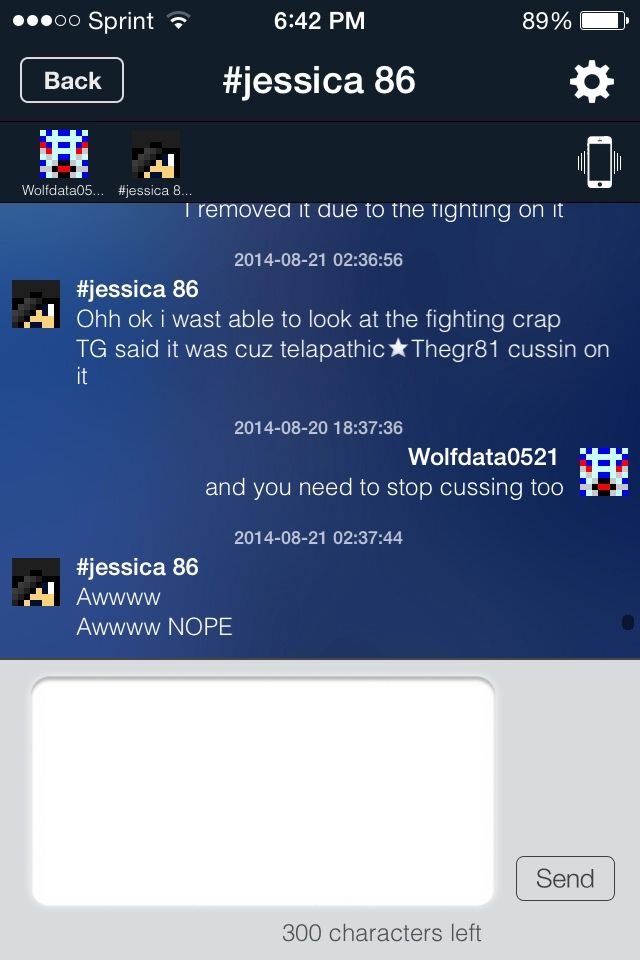 Sprint 6:42 PM 89%
Back #jessica 86
Wolfdata05... #jessica 8...
I removed it due to the fighting on it
2014-08-21 02:36:56
#jessica 86
Ohh ok i wast able to look at the fighting crap
TG said it was cuz telapathic★Thegr81 cussin on
it
2014-08-20 18:37:36
Wolfdata0521
and you need to stop cussing too
2014-08-21 02:37:44
#jessica 86
Awwww
Awwww NOPE
Send
300 characters left